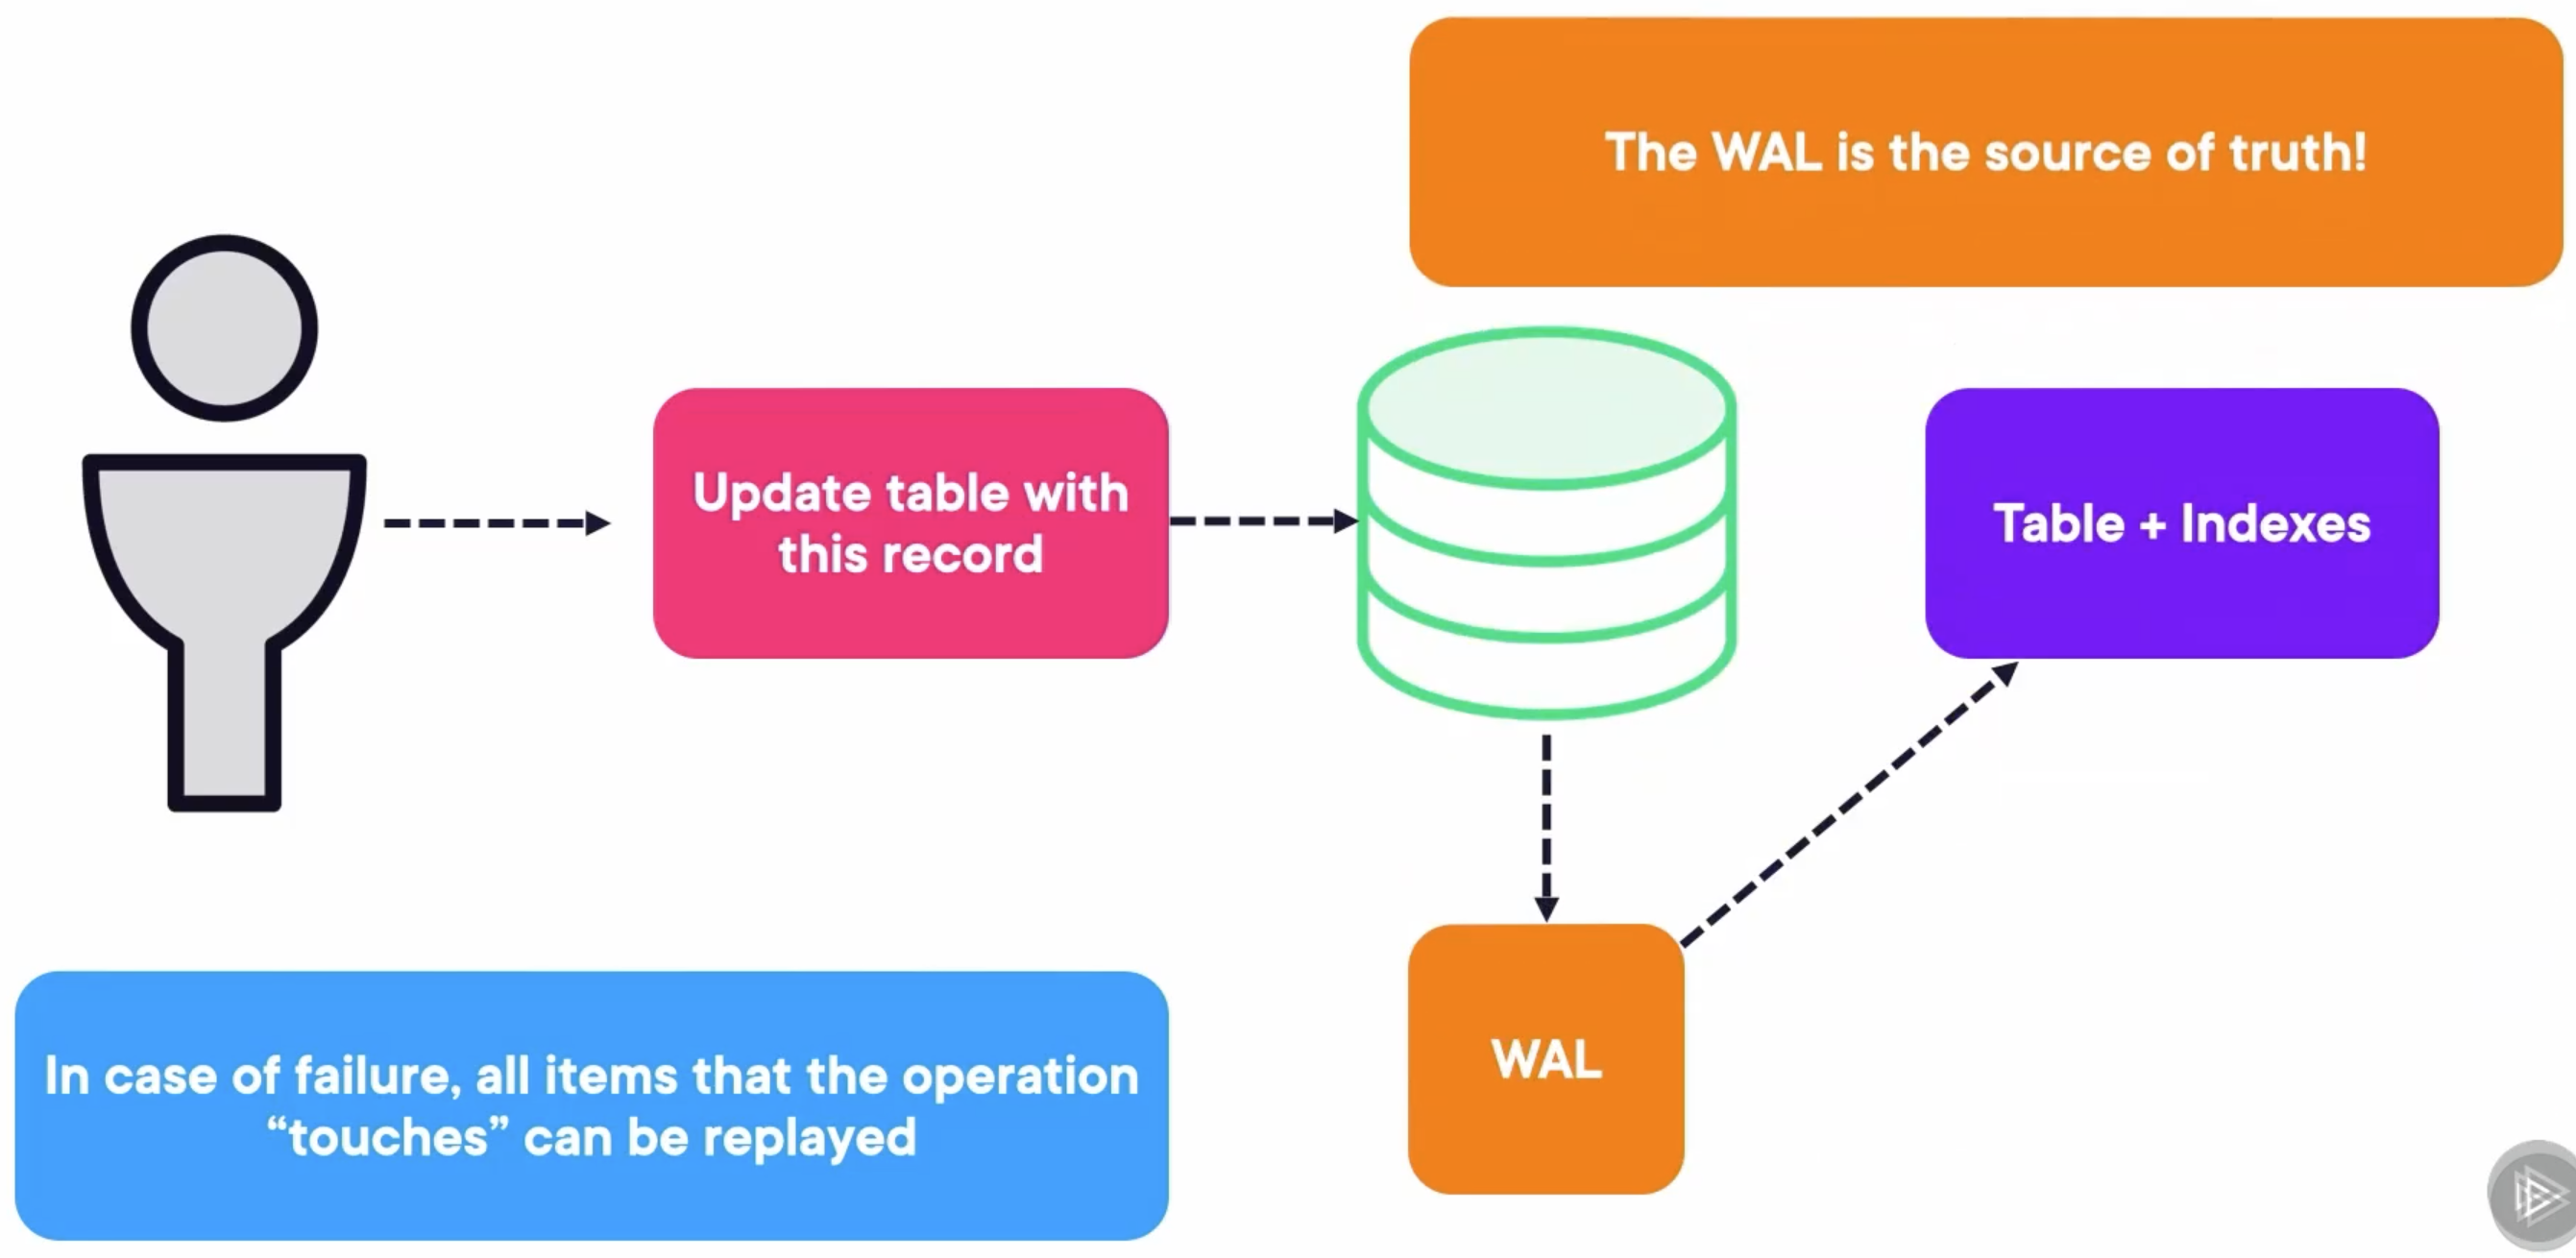 The WAL is the source of truth!
Update table with
this record
Table + Indexes
In case of failure, all items that the operation
“touches” can be replayed
WAL